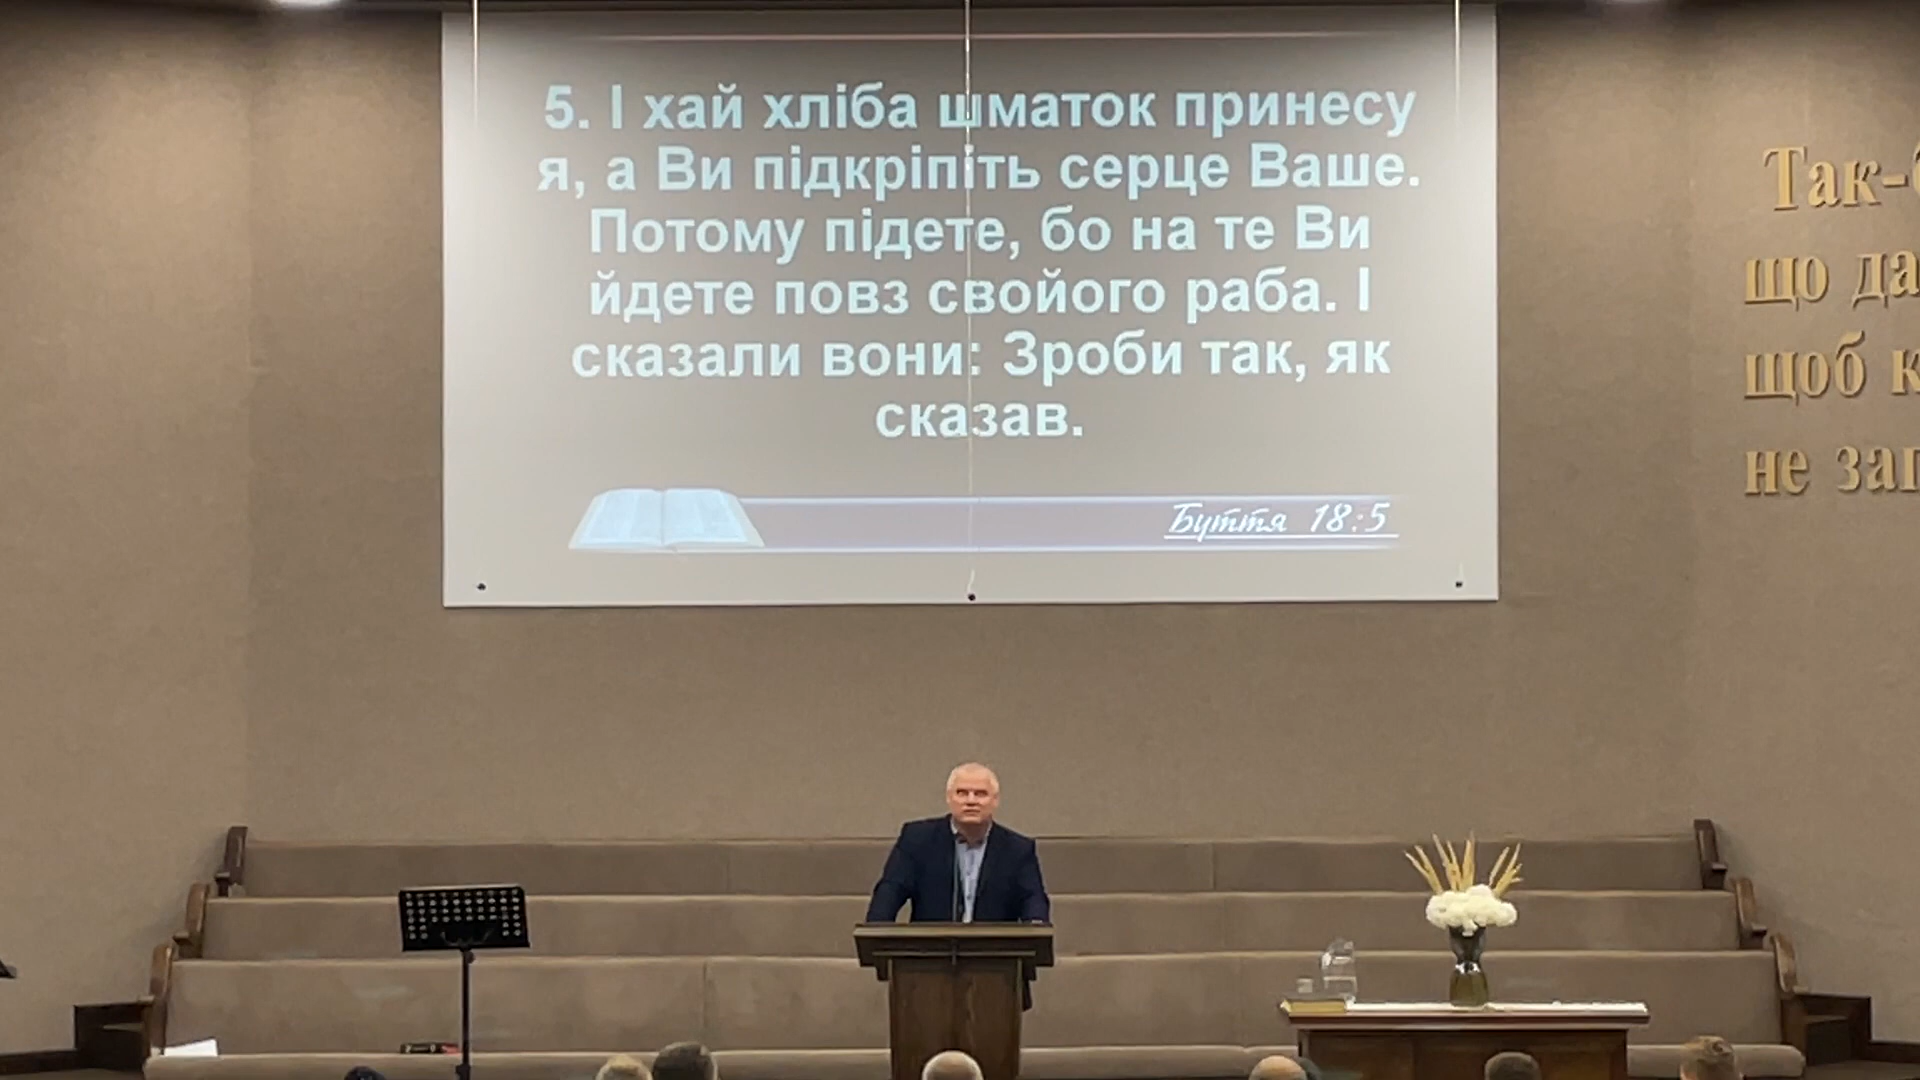 5. І хай хліба шматок принесу
я, а Ви підкріпіть серце Ваше.
Потому підете, бо на те Ви
йдете повз свойого раба. І
сказали вони: Зроби так, як
сказав.
Буття 18:5
Так-
що да
щоб к
не заг